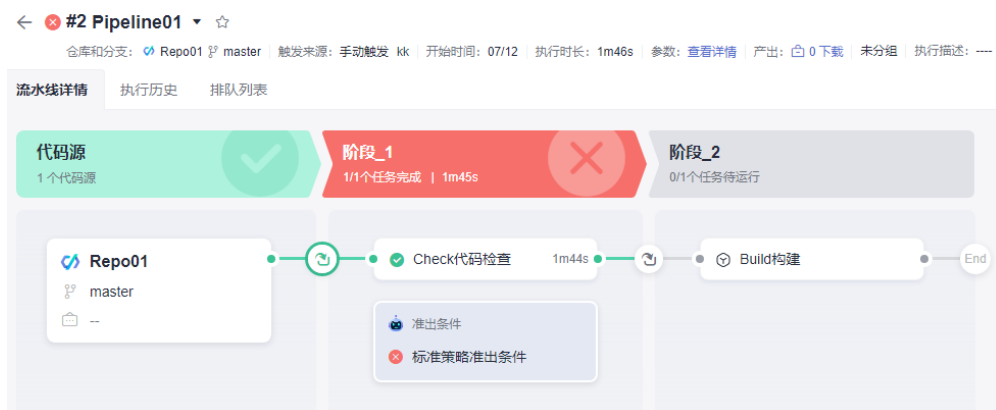 #2 Pipeline01
仓库和分支: Repo01 master 触发来源: 手动触发 kk 开始时间: 07/12 执行时长: 1m46s 参数: 查看详情 产出: 0 下载 未分组 执行描述: ----
流水线详情 执行历史 排队列表
代码源 阶段_1 阶段_2
1 个代码源 1/1个任务完成 | 1m45s 0/1个任务待运行
Repo01 Check代码检查 1m44s Build构建 End
master
--
准出条件
标准策略准出条件